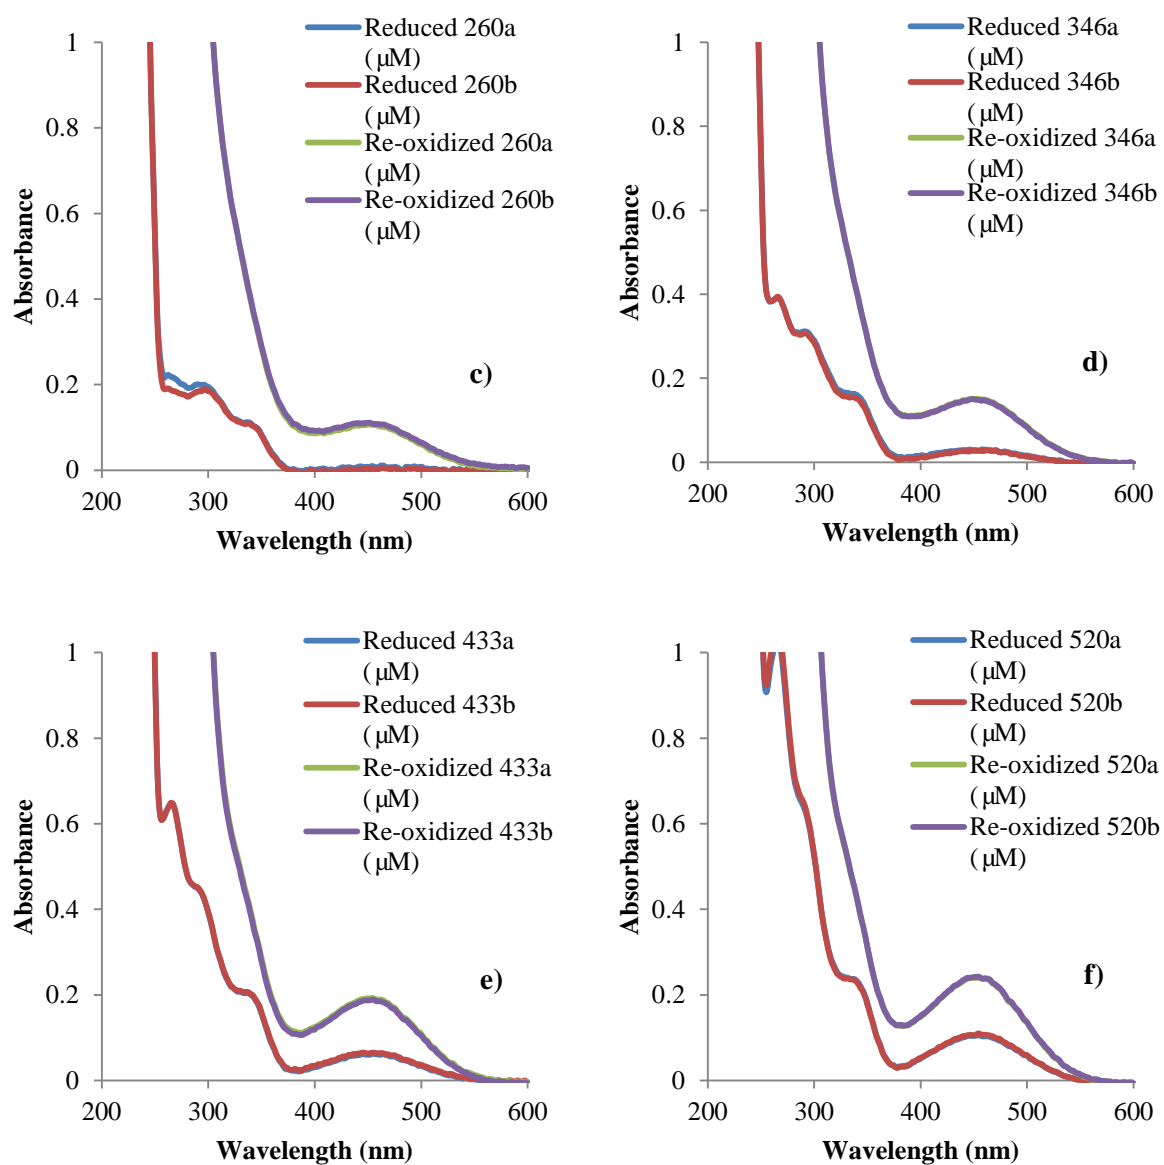 Reduced 260a
(µM)
Reduced 260b
(µM)
Re-oxidized 260a
(µM)
Re-oxidized 260b
(µM)
1
0.8
0.6
0.4
0.2
0
Absorbance
c)
200 300 400 500 600
Wavelength (nm)
Reduced 346a
(µM)
Reduced 346b
(µM)
Re-oxidized 346a
(µM)
Re-oxidized 346b
(µM)
1
0.8
0.6
0.4
0.2
0
Absorbance
d)
200 300 400 500 600
Wavelength (nm)
Reduced 433a
(µM)
Reduced 433b
(µM)
Re-oxidized 433a
(µM)
Re-oxidized 433b
(µM)
1
0.8
0.6
0.4
0.2
0
Absorbance
e)
200 300 400 500 600
Wavelength (nm)
Reduced 520a
(µM)
Reduced 520b
(µM)
Re-oxidized 520a
(µM)
Re-oxidized 520b
(µM)
1
0.8
0.6
0.4
0.2
0
Absorbance
f)
200 300 400 500 600
Wavelength (nm)